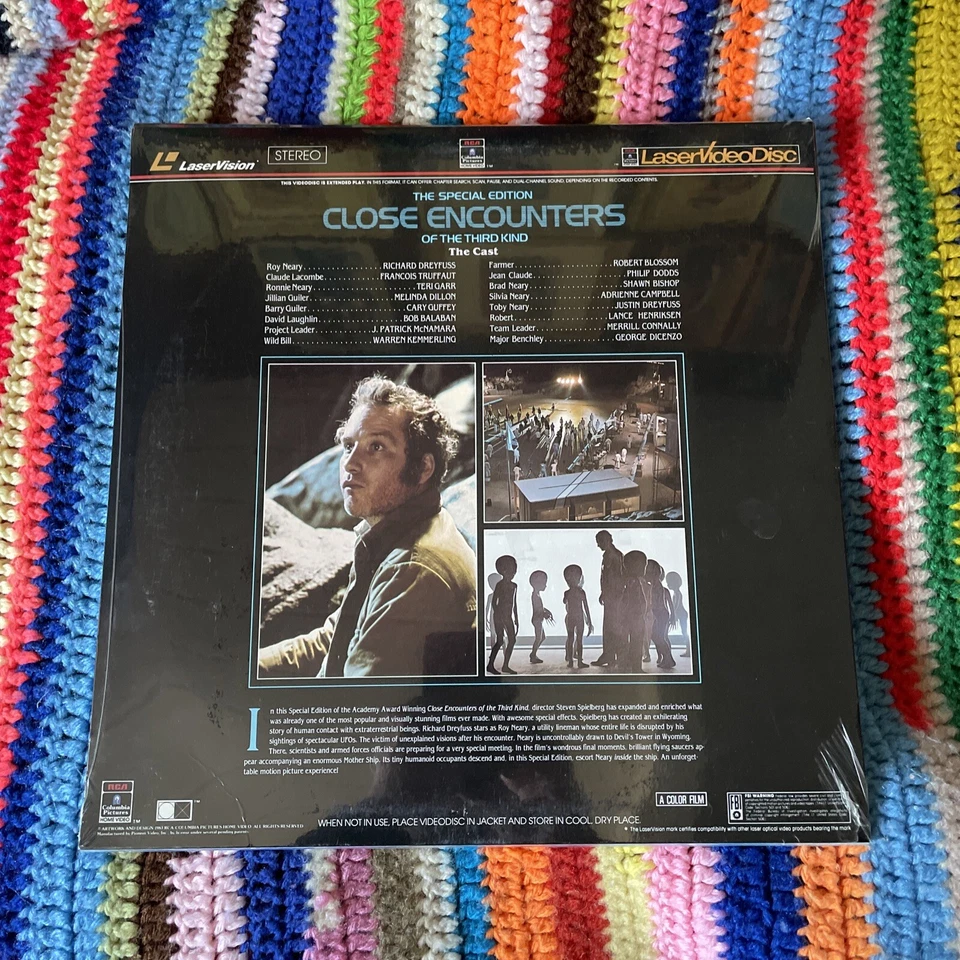 LaserVision
STEREO
RCA
Columbia Pictures
HOME VIDEO
TM
LaserVideoDisc
THIS VIDEODISC IS EXTENDED PLAY. IN THIS FORMAT, IT CAN OFFER: CHAPTER SEARCH, SCAN, PAUSE, AND DUAL-CHANNEL SOUND, DEPENDING ON THE RECORDED CONTENTS.
THE SPECIAL EDITION
CLOSE ENCOUNTERS
OF THE THIRD KIND
The Cast
Roy Neary................RICHARD DREYFUSS
Claude Lacombe............FRANCOIS TRUFFAUT
Ronnie Neary........................TERI GARR
Jillian Guiler..................MELINDA DILLON
Barry Guiler.....................CARY GUFFEY
David Laughlin..................BOB BALABAN
Project Leader............J. PATRICK McNAMARA
Wild Bill.................WARREN KEMMERLING
Farmer......................ROBERT BLOSSOM
Jean Claude...................PHILIP DODDS
Brad Neary...................SHAWN BISHOP
Silvia Neary..............ADRIENNE CAMPBELL
Toby Neary.................JUSTIN DREYFUSS
Robert....................LANCE HENRIKSEN
Team Leader..............MERRILL CONNALLY
Major Benchley..............GEORGE DICENZO
In this Special Edition of the Academy Award Winning Close Encounters of the Third Kind, director Steven Spielberg has expanded and enriched what
was already one of the most popular and visually stunning films ever made. With awesome special effects, Spielberg has created an exhilerating
story of human contact with extraterrestrial beings. Richard Dreyfuss stars as Roy Neary, a utility lineman whose entire life is disrupted by his
sightings of spectacular UFOs. The victim of unexplained visions after his encounter, Neary is uncontrollably drawn to Devil's Tower in Wyoming.
There, scientists and armed forces officials are preparing for a very special meeting. In the film's wondrous final moments, brilliant flying saucers ap-
pear accompanying an enormous Mother Ship. Its tiny humanoid occupants descend and, in this Special Edition, escort Neary inside the ship. An unforget-
table motion picture experience!
RCA
Columbia Pictures
HOME VIDEO
TM
TM
A COLOR FILM
FBI
FBI WARNING
WHEN NOT IN USE, PLACE VIDEODISC IN JACKET AND STORE IN COOL, DRY PLACE.
* The LaserVision mark certifies compatibility with other laser optical video products bearing the mark